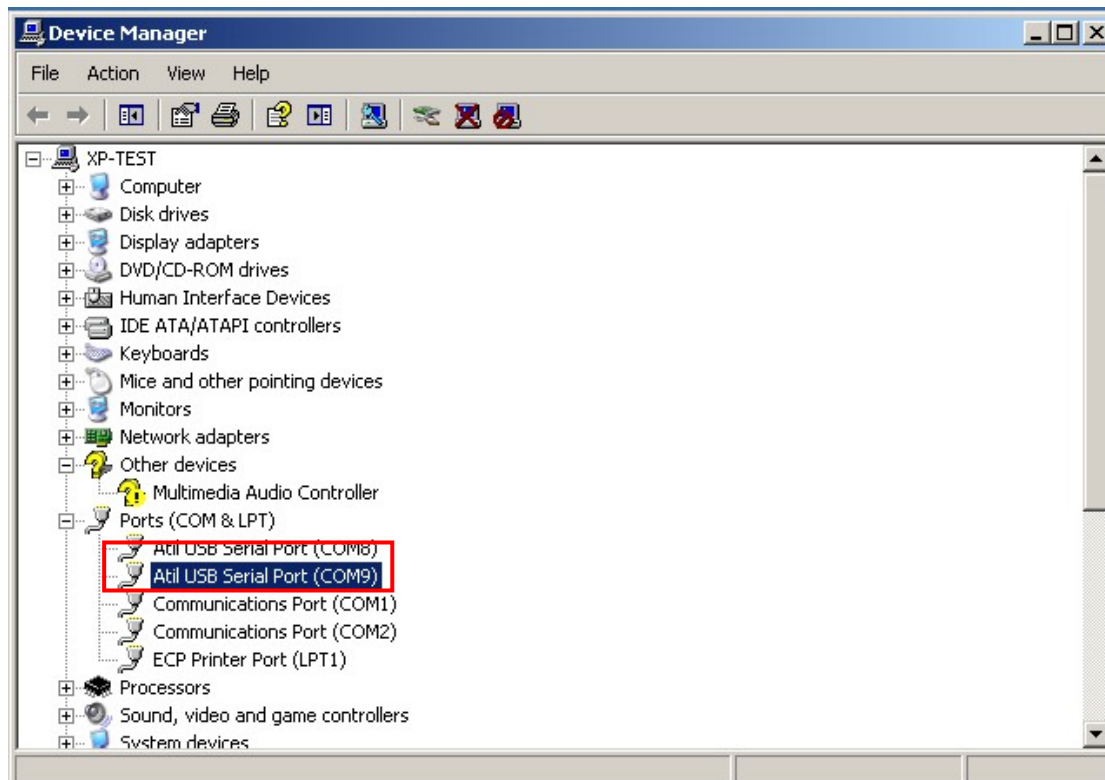 Device Manager
File Action View Help
XP-TEST
Computer
Disk drives
Display adapters
DVD/CD-ROM drives
Human Interface Devices
IDE ATA/ATAPI controllers
Keyboards
Mice and other pointing devices
Monitors
Network adapters
Other devices
Multimedia Audio Controller
Ports (COM & LPT)
Atil USB Serial Port (COM8)
Atil USB Serial Port (COM9)
Communications Port (COM1)
Communications Port (COM2)
ECP Printer Port (LPT1)
Processors
Sound, video and game controllers
System devices